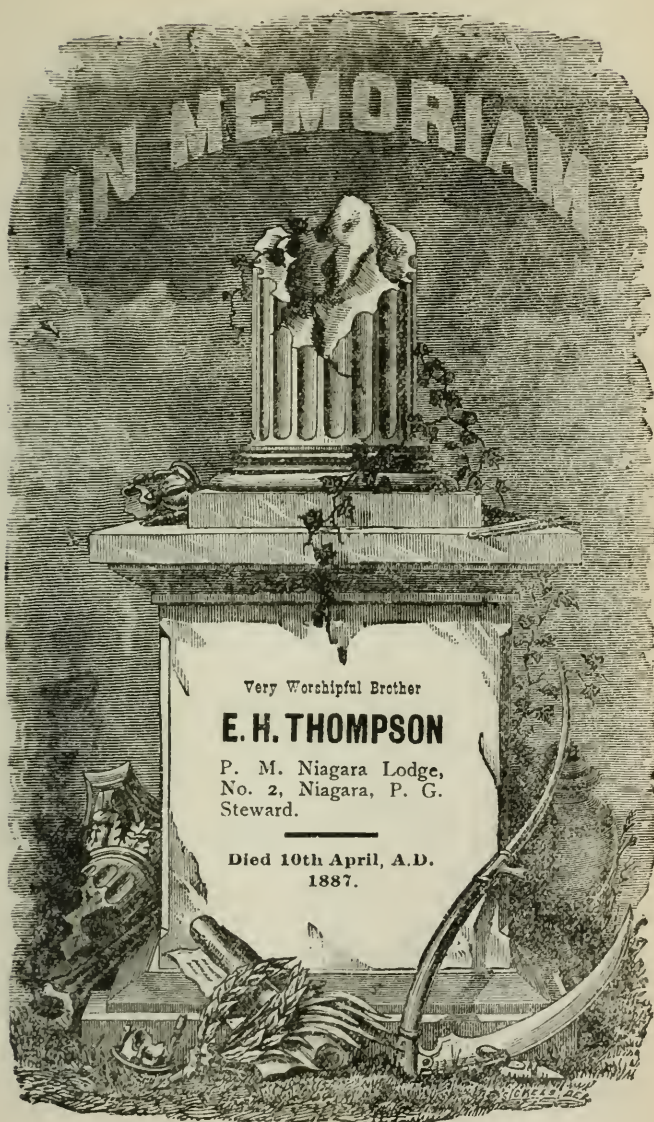 IN MEMORIAM
Very Worshipful Brother
E. H. THOMPSON
P. M. Niagara Lodge,
No. 2, Niagara, P. G.
Steward.
Died 10th April, A.D.
1887.